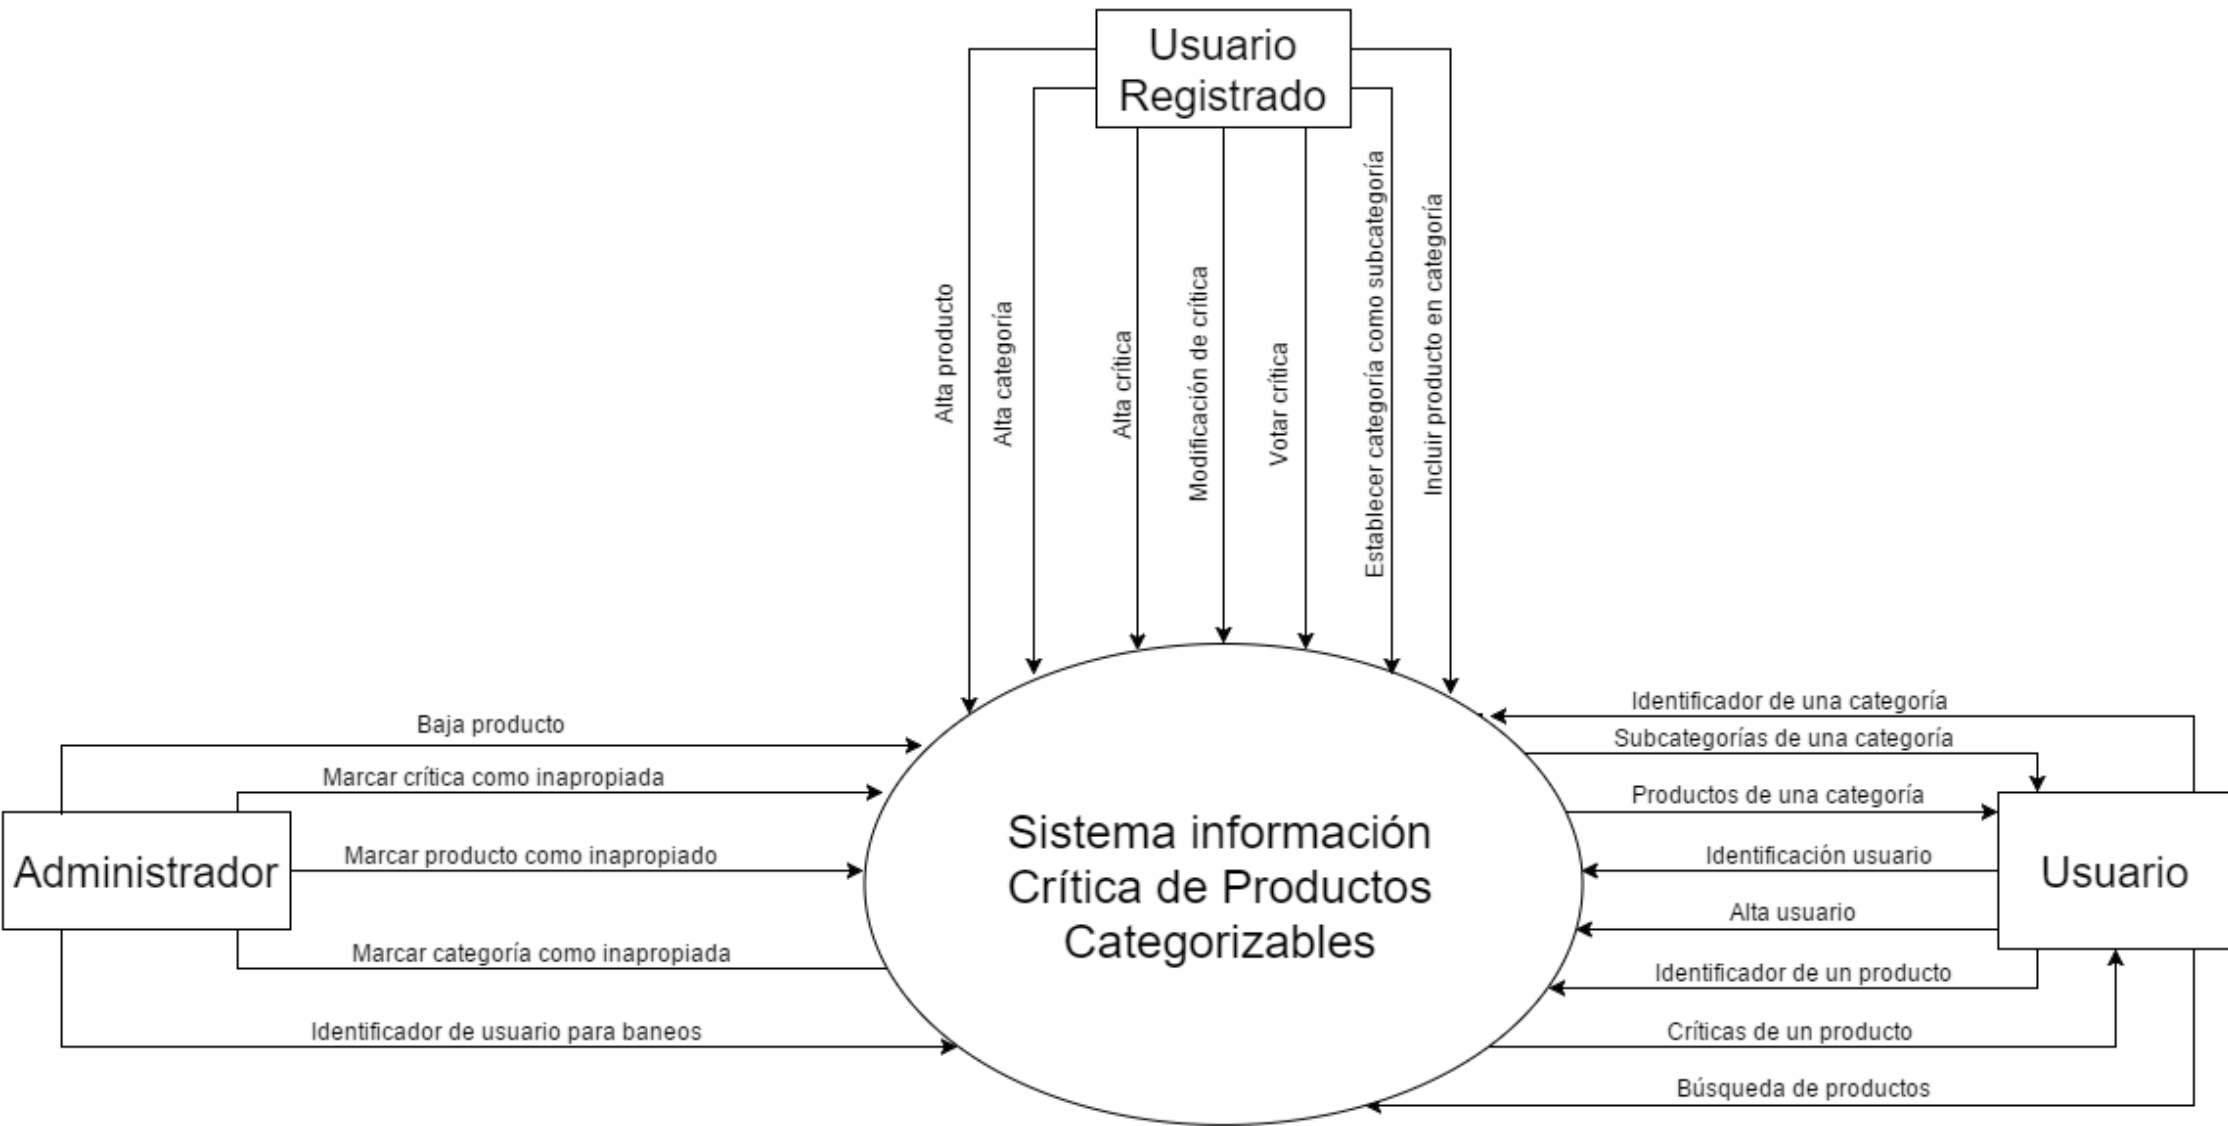 Usuario
Registrado
Alta producto
Alta categoría
Alta crítica
Modificación de crítica
Votar crítica
Establecer categoría como subcategoría
Incluir producto en categoría
Baja producto
Marcar crítica como inapropiada
Administrador
Marcar producto como inapropiado
Marcar categoría como inapropiada
Identificador de usuario para baneos
Sistema información
Crítica de Productos
Categorizables
Identificador de una categoría
Subcategorías de una categoría
Productos de una categoría
Identificación usuario
Usuario
Alta usuario
Identificador de un producto
Críticas de un producto
Búsqueda de productos